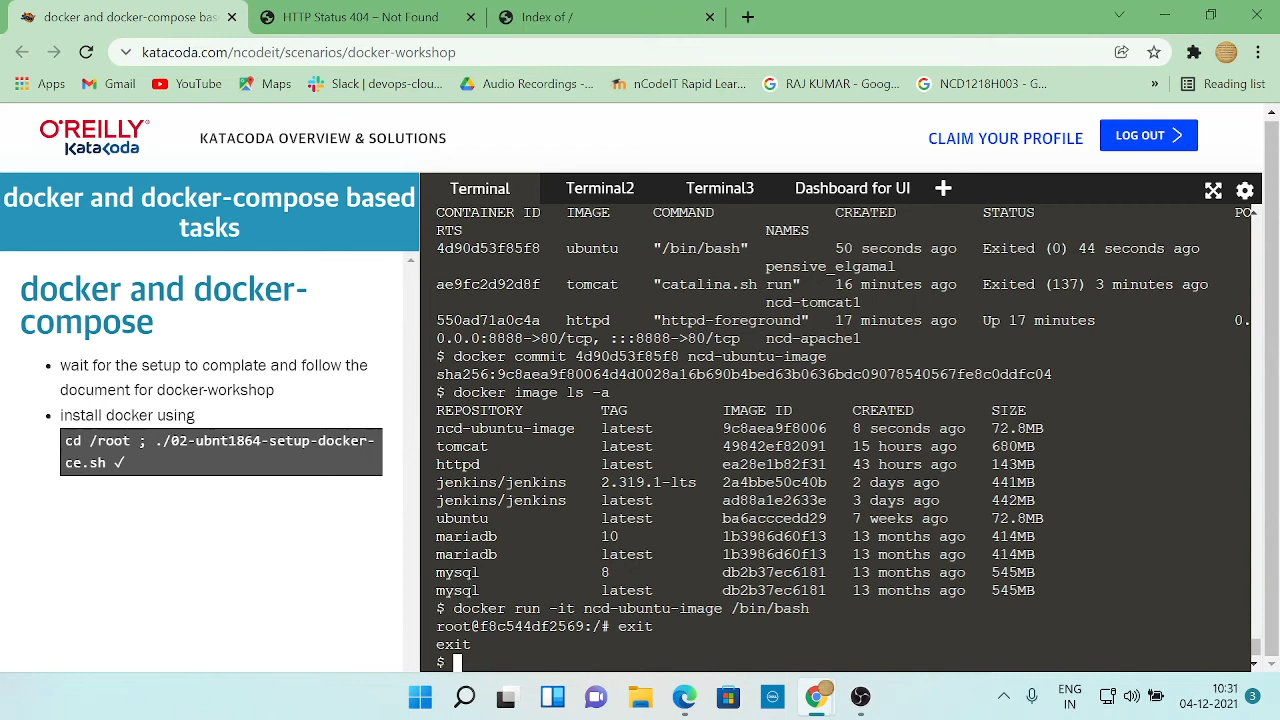 docker and docker-compose bas
HTTP Status 404 – Not Found
Index of /
katacoda.com/ncodeit/scenarios/docker-workshop
Apps
Gmail
YouTube
Maps
Slack | devops-clou...
Audio Recordings -...
nCodeIT Rapid Lear...
RAJ KUMAR - Goog...
NCD1218H003 - G...
»
Reading list
O'REILLY
KataKoda
KATACODA OVERVIEW & SOLUTIONS
CLAIM YOUR PROFILE
LOG OUT
docker and docker-compose based
tasks
Terminal
Terminal2
Terminal3
Dashboard for UI
docker and docker-
compose
• wait for the setup to complete and follow the
document for docker-workshop
• install docker using
cd /root ; ./02-ubnt1864-setup-docker-
ce.sh ✓
CONTAINER ID IMAGE COMMAND CREATED STATUS PO
RTS NAMES
4d90d53f85f8 ubuntu "/bin/bash" 50 seconds ago Exited (0) 44 seconds ago
pensive_elgamal
ae9fc2d92d8f tomcat "catalina.sh run" 16 minutes ago Exited (137) 3 minutes ago
ncd-tomcat1
550ad71a0c4a httpd "httpd-foreground" 17 minutes ago Up 17 minutes 0.
0.0.0:8888->80/tcp, :::8888->80/tcp ncd-apache1
$ docker commit 4d90d53f85f8 ncd-ubuntu-image
sha256:9c8aea9f80064d4d0028a16b690b4bed63b0636bdc09078540567fe8c0ddfc04
$ docker image ls -a
REPOSITORY TAG IMAGE ID CREATED SIZE
ncd-ubuntu-image latest 9c8aea9f8006 8 seconds ago 72.8MB
tomcat latest 49842ef82091 15 hours ago 680MB
httpd latest ea28e1b82f31 43 hours ago 143MB
jenkins/jenkins 2.319.1-lts 2a4bbe50c40b 2 days ago 441MB
jenkins/jenkins latest ad88a1e2633e 3 days ago 442MB
ubuntu latest ba6acccedd29 7 weeks ago 72.8MB
mariadb 10 1b3986d60f13 13 months ago 414MB
mariadb latest 1b3986d60f13 13 months ago 414MB
mysql 8 db2b37ec6181 13 months ago 545MB
mysql latest db2b37ec6181 13 months ago 545MB
$ docker run -it ncd-ubuntu-image /bin/bash
root@f8c544df2569:/# exit
exit
$
DELL
ENG
IN
10:31
04-12-2021
3